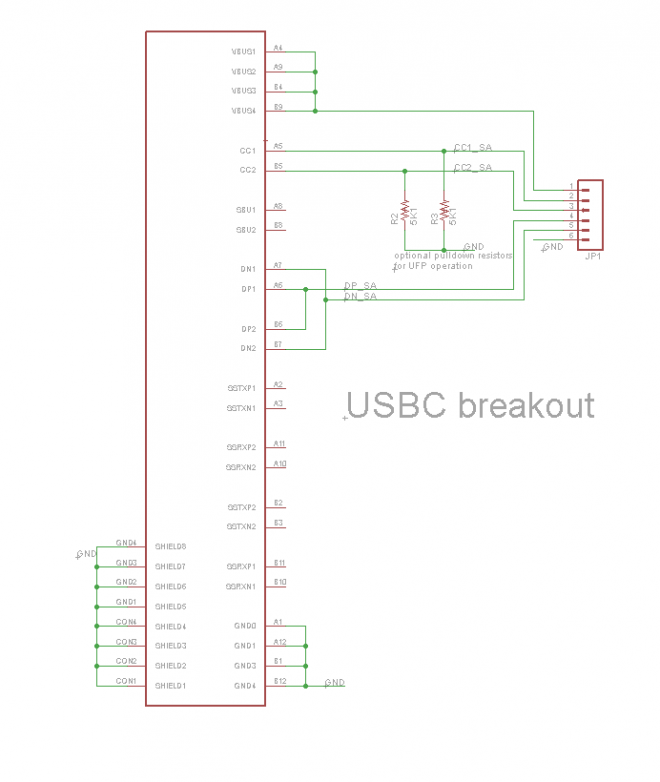 VBUG1 A4
VBUG2 A9
VBUG3 B4
VBUG4 B9
CC1 A5 CC1_SA
CC2 B5 CC2_SA
1
2
3
4
5
6
R2 5K1
R3 5K1
GND
GND
JP1
optional pulldown resistors
for UFP operation
SBU1 A8
SBU2 B8
DN1 A7
DP1 A6 DP_SA
DN_SA
DP2 B6
DN2 B7
SSTXP1 A2
SSTXN1 A3
USBC breakout
SSRXP2 A11
SSRXN2 A10
SSTXP2 B2
SSTXN2 B3
GND
GND4 SHIELD8
GND3 SHIELD7 SSRXP1 B11
GND2 SHIELD6 SSRXN1 B10
GND1 SHIELD5
CON4 SHIELD4 GND0 A1
CON3 SHIELD3 GND1 A12
CON2 SHIELD2 GND3 B1
CON1 SHIELD1 GND4 B12 GND